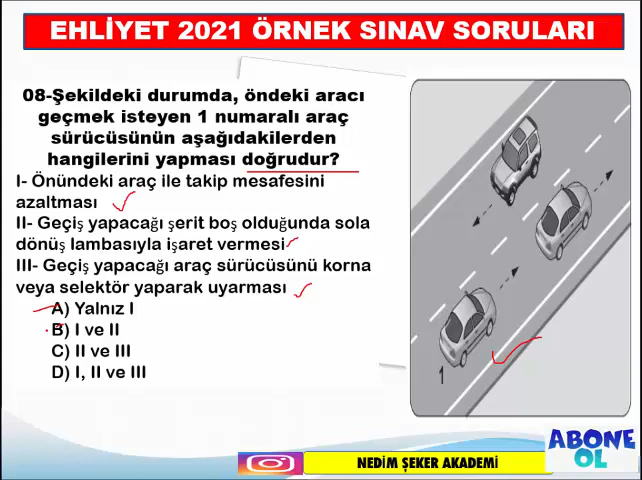 EHLİYET 2021 ÖRNEK SINAV SORULARI
08-Şekildeki durumda, öndeki aracı
geçmek isteyen 1 numaralı araç
sürücüsünün aşağıdakilerden
hangilerini yapması doğrudur?
I- Önündeki araç ile takip mesafesini
azaltması
II- Geçiş yapacağı şerit boş olduğunda sola
dönüş lambasıyla işaret vermesi
III- Geçiş yapacağı araç sürücüsünü korna
veya selektör yaparak uyarması
A) Yalnız I
B) I ve II
C) II ve III
D) I, II ve III
1
NEDİM ŞEKER AKADEMİ
ABONE
OL